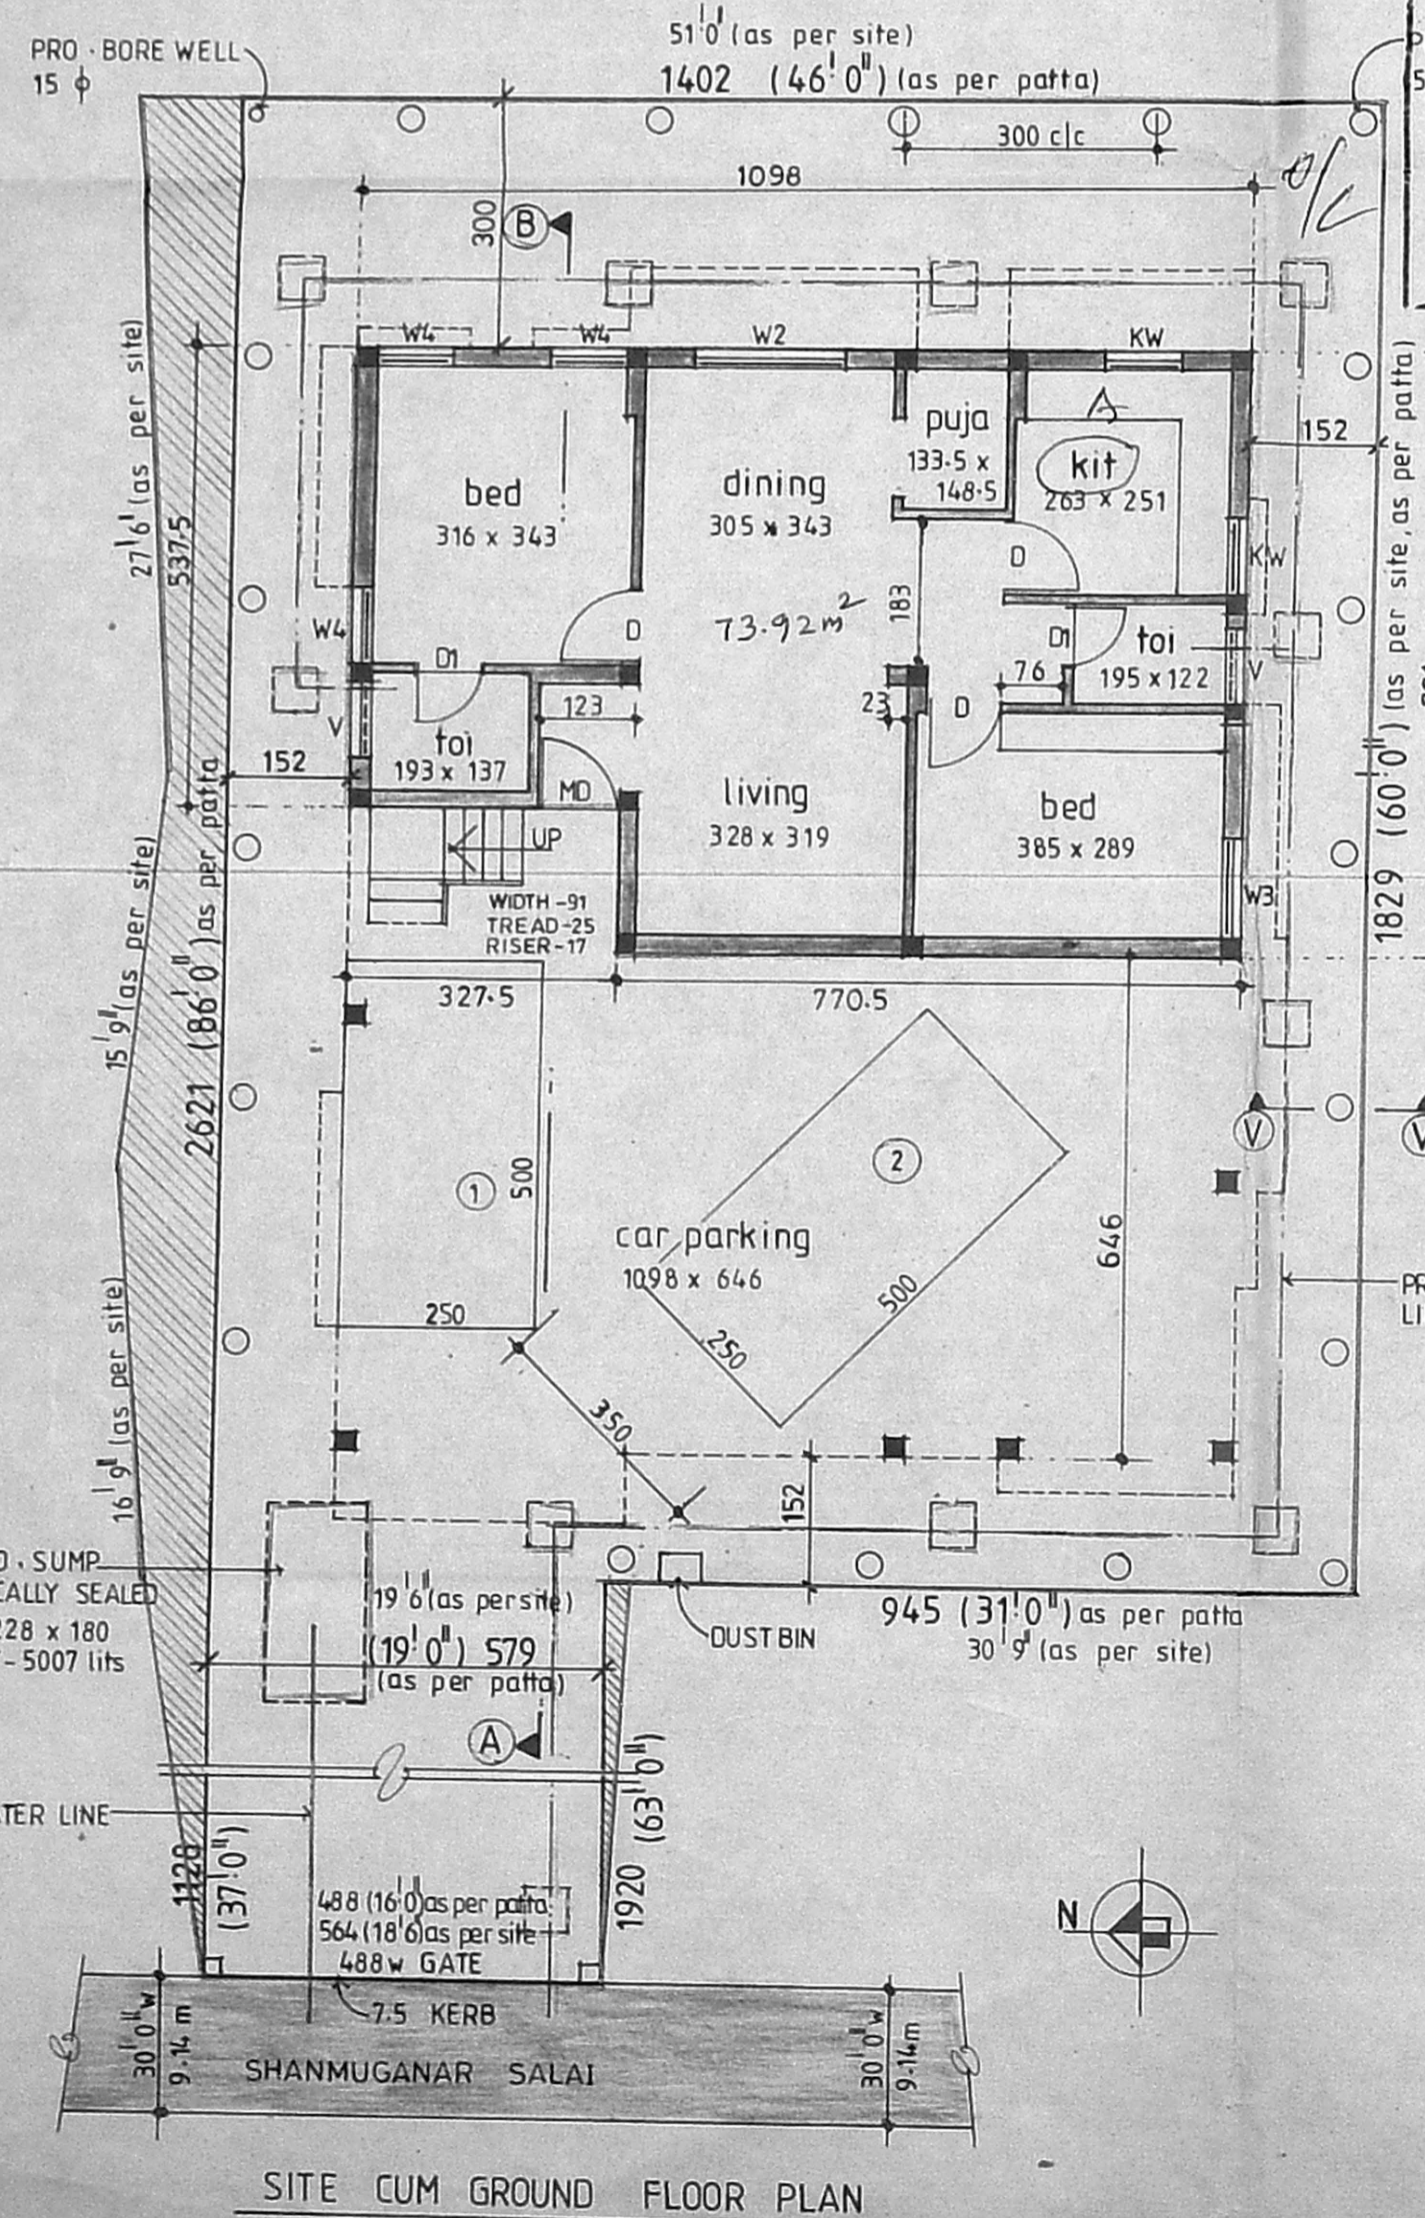 51'0" (as per site)
1402 (46'0") (as per patta)
PRO. BORE WELL
15 φ
300 c/c
1098
300
B
W4
W4
W2
KW
27'6" (as per site)
537.5
152
bed
316 x 343
dining
305 x 343
puja
133.5 x
148.5
A
kit
263 x 251
KW
D
73.92m²
183
W4
D
D1
D1
toi
195 x 122
V
76
123
23
D
V
toi
193 x 137
152
MD
living
328 x 319
bed
385 x 289
UP
W3
WIDTH -91
TREAD-25
RISER-17
1829 (60'0") (as per site, as per patta)
15'9" (as per site)
2621 (86'0") as per patta
327.5
770.5
1
500
250
2
car parking
1098 x 646
500
250
646
V
V
350
152
16'9" (as per site)
SUMP
CALLY SEALED
28 x 180
- 5007 lits
19'6" (as per site)
(19'0") 579
(as per patta)
DUST BIN
945 (31'0") as per patta
30'9" (as per site)
A
TER LINE
1128
(37'0")
1920 (63'0")
488 (16'0) as per patta
564 (18'6) as per site
488 w GATE
7.5 KERB
N
30'0" w
9.14 m
SHANMUGANAR SALAI
30'0" w
9.14m
SITE CUM GROUND FLOOR PLAN